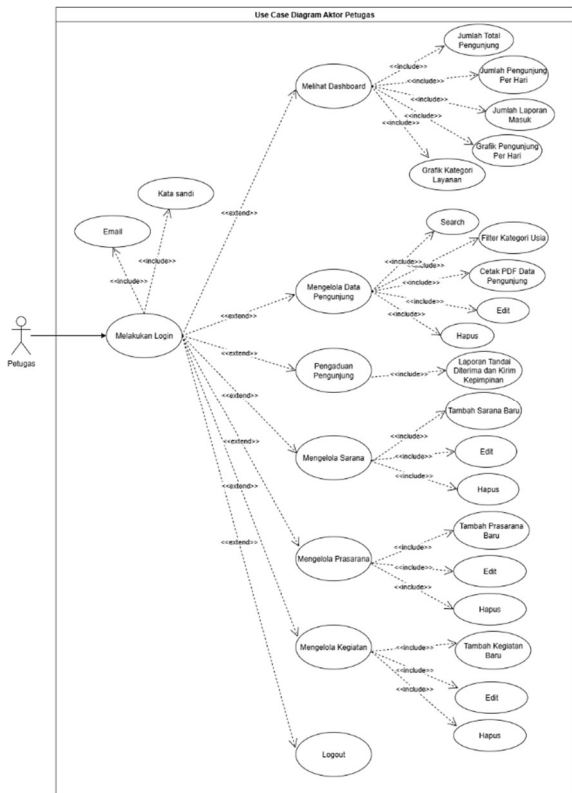 Use Case Diagram Aktor Petugas
Jumlah Total
Pengunjung
<<include>>
Jumlah Pengunjung
Per Hari
<<include>>
Melihat Dashboard
<<include>>
Jumlah Laporan
Masuk
<<include>>
<<include>>
Grafik Pengunjung
Per Hari
Grafik Kategori
Layanan
Kata sandi
<<extend>>
Email
<<include>>
<<include>>
Search
<<include>>
Filter Kategori Usia
<<include>>
Mengelola Data
Pengunjung
<<include>>
Cetak PDF Data
Pengunjung
<<extend>>
<<include>>
Edit
<<include>>
Hapus
Petugas
Melakukan Login
<<extend>>
Pengaduan
Pengunjung
<<include>>
Laporan Tandai
Diterima dan Kirim
Kepimpinan
<<extend>>
Tambah Sarana Baru
<<include>>
Mengelola Sarana
<<include>>
Edit
<<include>>
Hapus
<<extend>>
<<extend>>
Tambah Prasarana
Baru
<<include>>
Mengelola Prasarana
<<include>>
Edit
<<include>>
Hapus
Mengelola Kegiatan
<<include>>
Tambah Kegiatan
Baru
<<include>>
<<include>>
Edit
Hapus
Logout